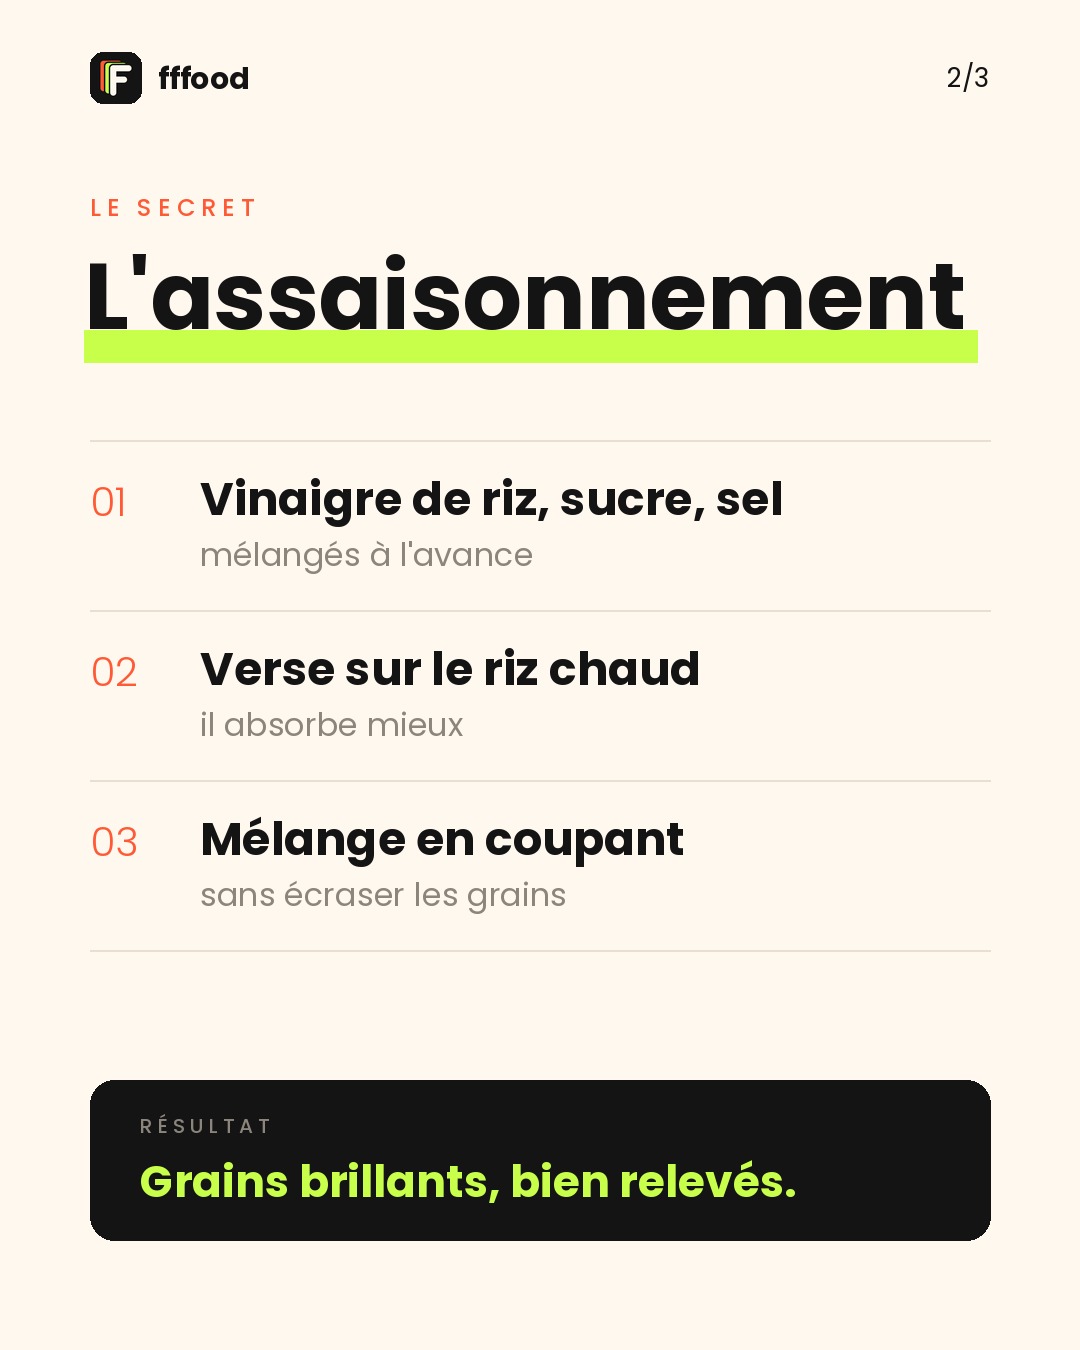 fffood
2/3
LE SECRET
L'assaisonnement
01
Vinaigre de riz, sucre, sel
mélangés à l'avance
02
Verse sur le riz chaud
il absorbe mieux
03
Mélange en coupant
sans écraser les grains
RÉSULTAT
Grains brillants, bien relevés.